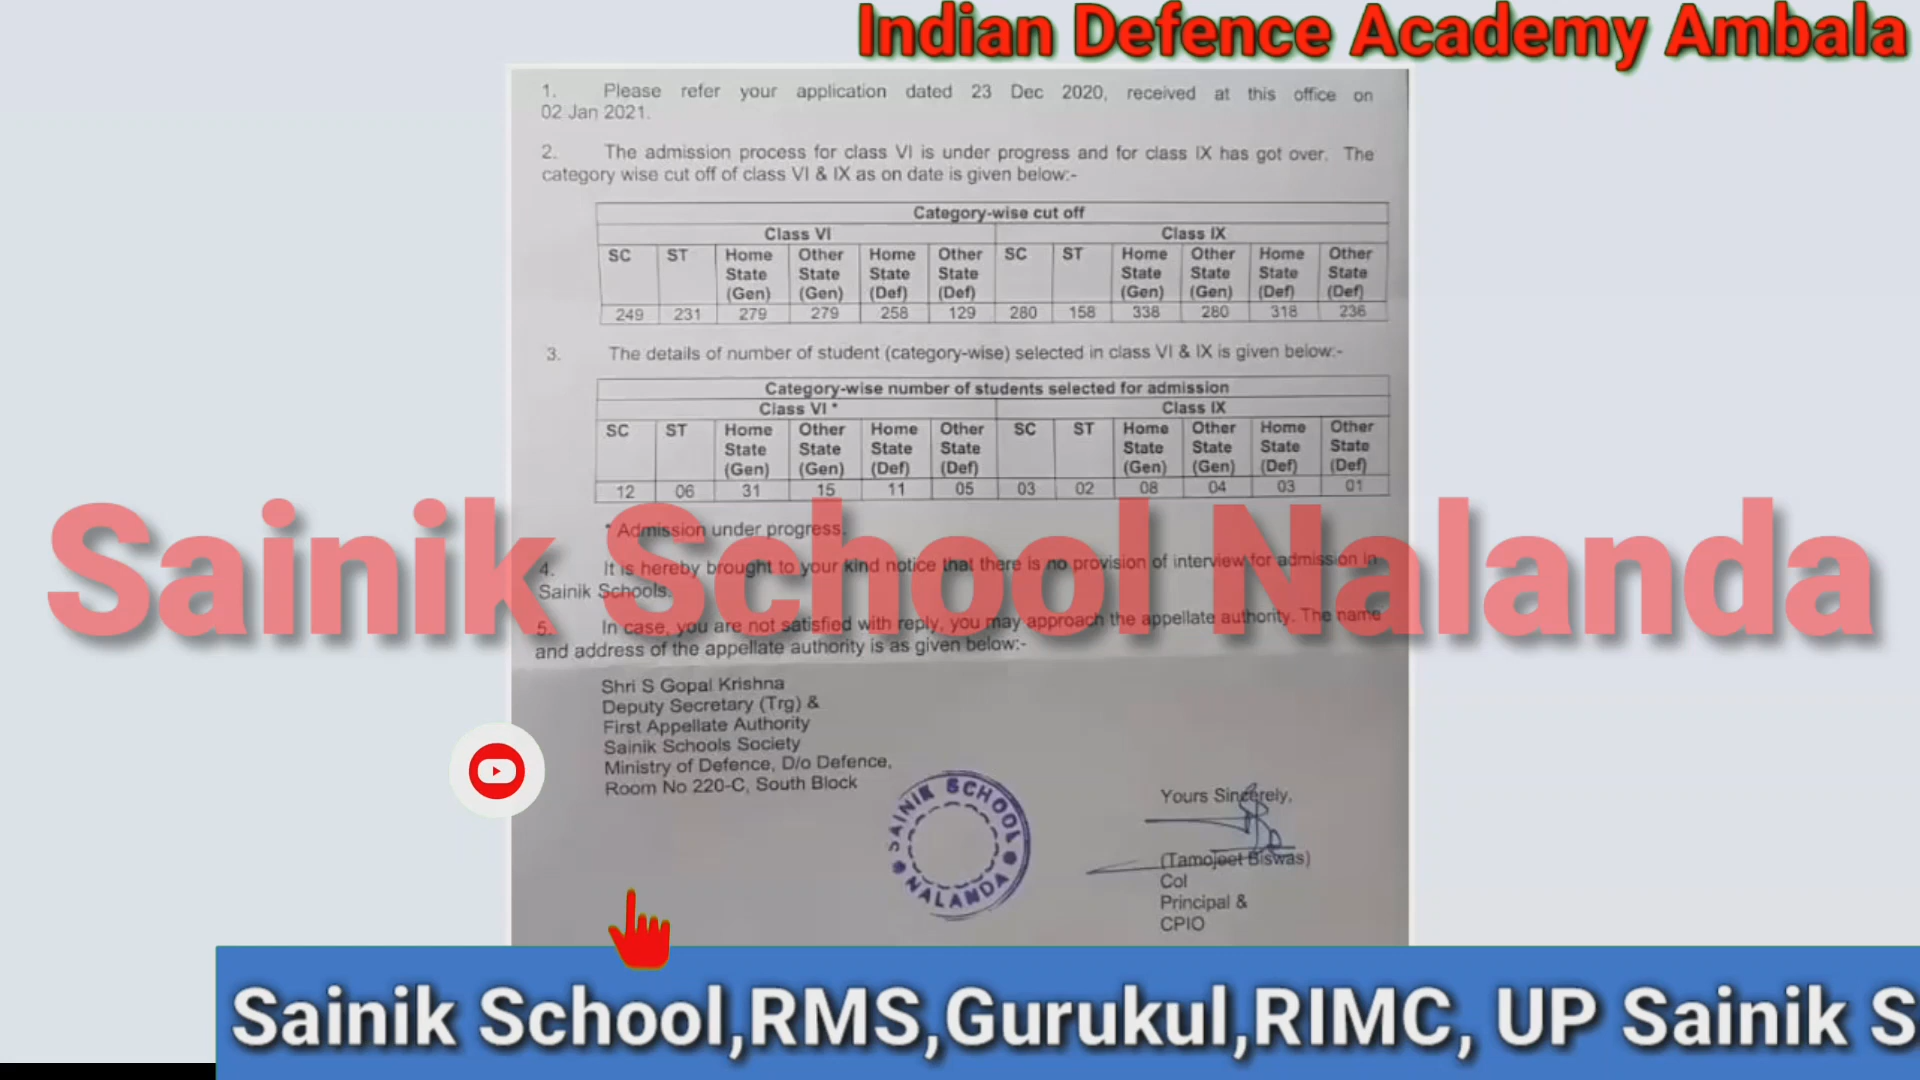 Indian Defence Academy Ambala
1. Please refer your application dated 23 Dec 2020, received at this office on
02 Jan 2021.
2. The admission process for class VI is under progress and for class IX has got over. The
category wise cut off of class VI & IX as on date is given below:-
Category-wise cut off
Class VI Class IX
SC ST Home Other Home Other SC ST Home Other Home Other
State State State State State State State State
(Gen) (Gen) (Def) (Def) (Gen) (Gen) (Def) (Def)
249 231 279 279 258 129 280 158 338 280 318 236
3. The details of number of student (category-wise) selected in class VI & IX is given below:-
Category-wise number of students selected for admission
Class VI * Class IX
SC ST Home Other Home Other SC ST Home Other Home Other
State State State State State State State State
(Gen) (Gen) (Def) (Def) (Gen) (Gen) (Def) (Def)
12 06 31 15 11 05 03 02 08 04 03 01
* Admission under progress.
Sainik School Nalanda
4. It is hereby brought to your kind notice that there is no provision of interview for admission in
Sainik Schools.
5. In case, you are not satisfied with reply, you may approach the appellate authority. The name
and address of the appellate authority is as given below:-
Shri S Gopal Krishna
Deputy Secretary (Trg) &
First Appellate Authority
Sainik Schools Society
Ministry of Defence, D/o Defence,
Room No 220-C, South Block
SAINIK SCHOOL
NALANDA
Yours Sincerely,
(Tamojeet Biswas)
Col
Principal &
CPIO
Sainik School,RMS,Gurukul,RIMC, UP Sainik S